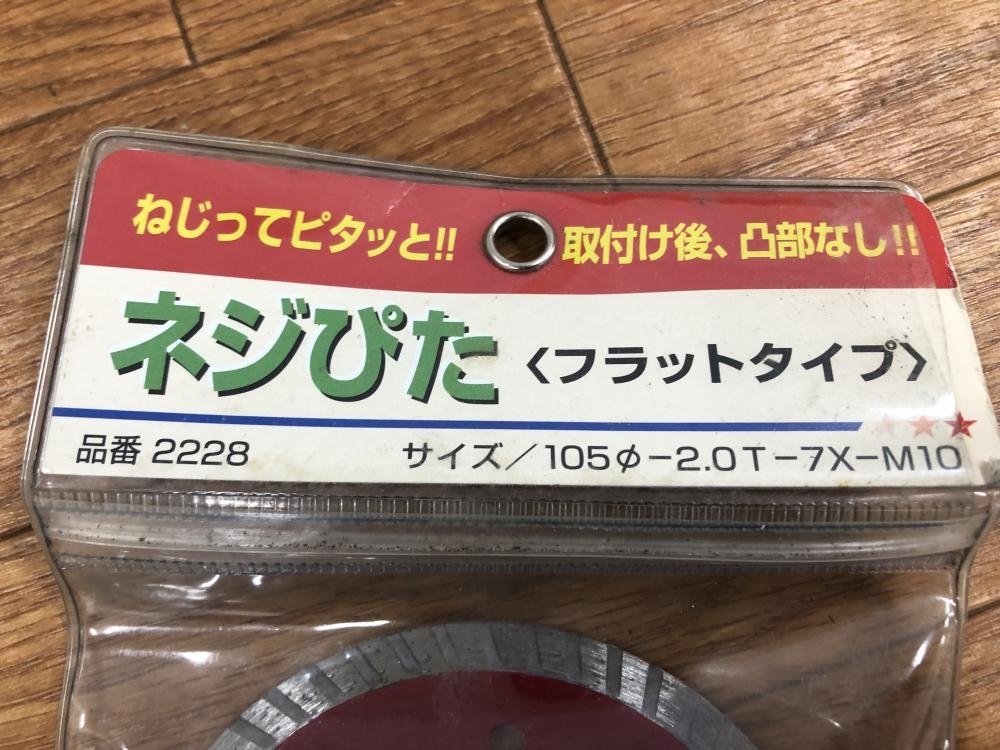 ねじってピタッと!! 取付け後、凸部なし!!
ネジぴた〈フラットタイプ〉
品番 2228 サイズ／105φ−2.0T−7X−M10